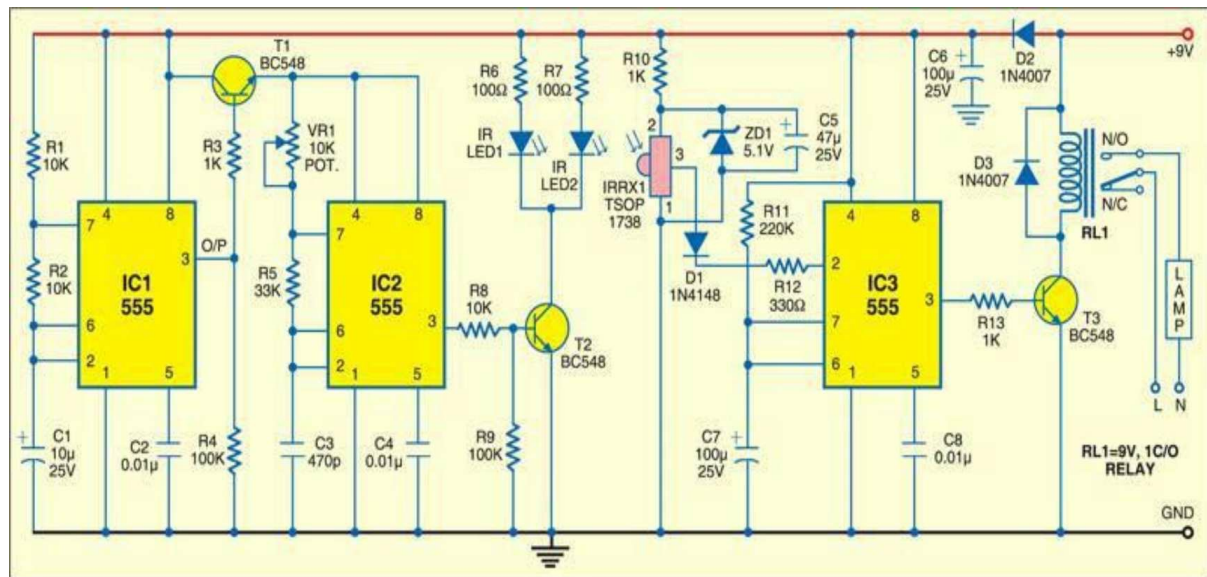 T1
BC548
R1
10K
R2
10K
C1
10µ
25V
+
7
6
2
4
8
3
1
5
IC1
555
O/P
C2
0.01µ
R3
1K
R4
100K
VR1
10K
POT.
R5
33K
C3
470p
7
6
2
4
8
3
1
5
IC2
555
C4
0.01µ
R8
10K
R9
100K
T2
BC548
R6
100Ω
R7
100Ω
IR
LED1
IR
LED2
R10
1K
2
3
1
IRRX1
TSOP
1738
ZD1
5.1V
+
C5
47µ
25V
D1
1N4148
R11
220K
R12
330Ω
C7
100µ
25V
+
4
8
2
7
6
3
1
5
IC3
555
C8
0.01µ
R13
1K
T3
BC548
C6
100µ
25V
+
D2
1N4007
+9V
D3
1N4007
N/O
N/C
RL1
LAMP
L N
RL1=9V, 1C/O
RELAY
GND